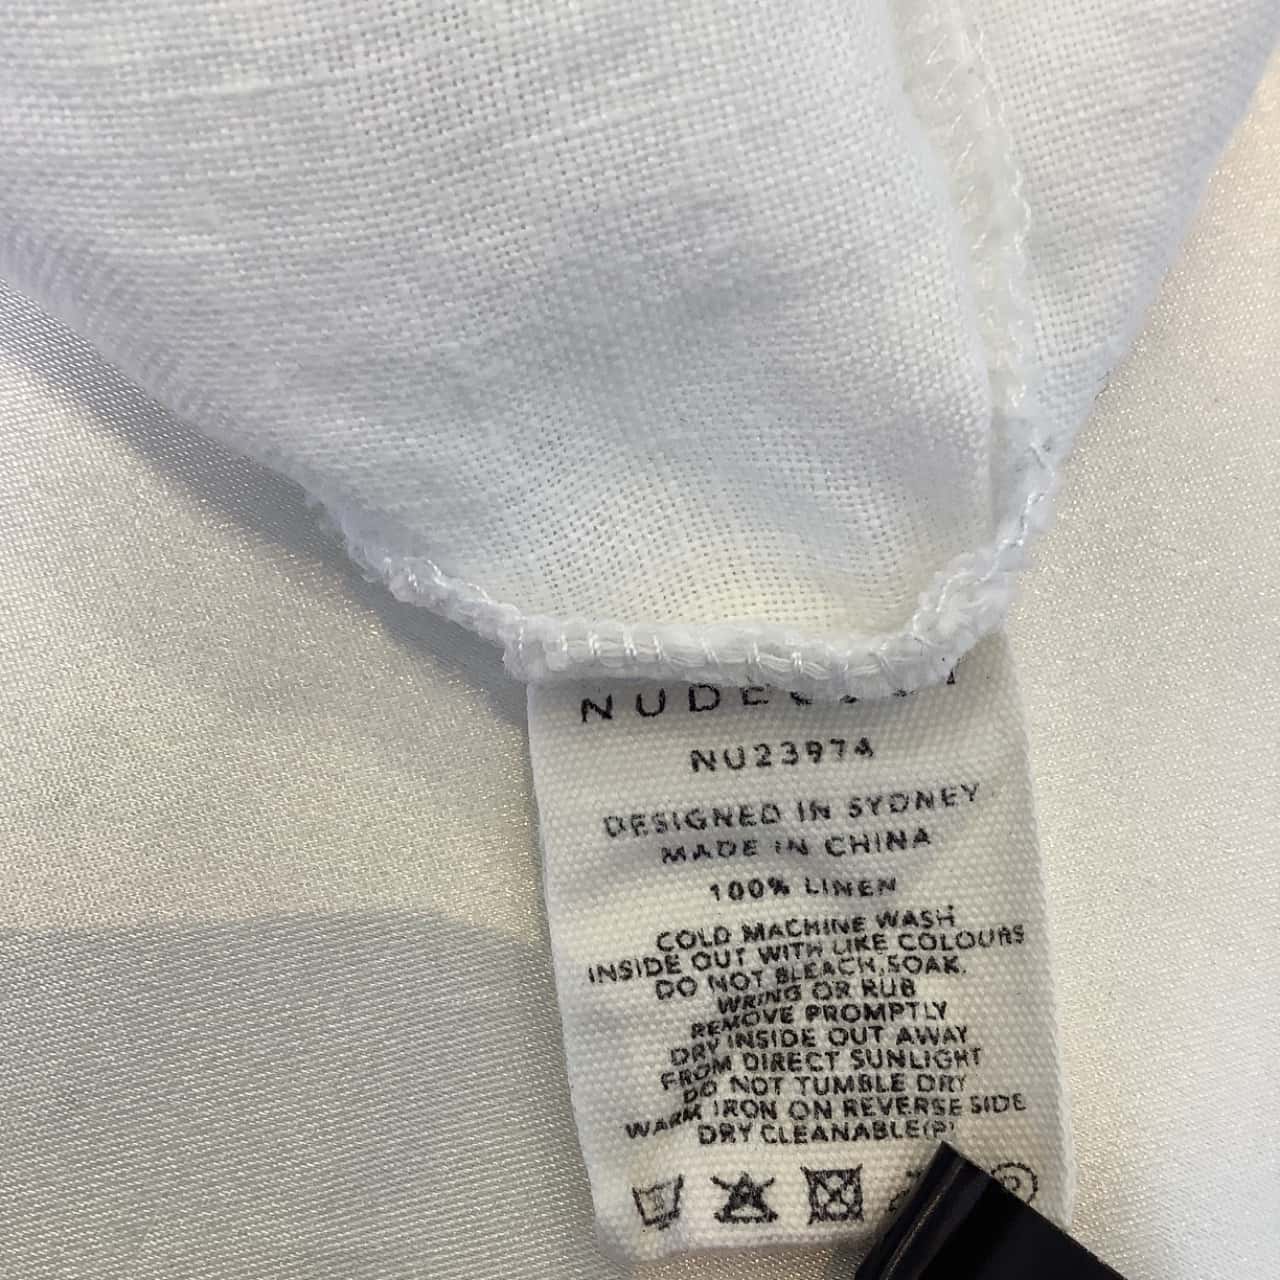 NU23974
DESIGNED IN SYDNEY
MADE IN CHINA
100% LINEN
COLD MACHINE WASH
INSIDE OUT WITH LIKE COLOURS
DO NOT BLEACH, SOAK,
WRING OR RUB
REMOVE PROMPTLY
DRY INSIDE OUT AWAY
FROM DIRECT SUNLIGHT
DO NOT TUMBLE DRY
WARM IRON ON REVERSE SIDE
DRY CLEANABLE(P)
P